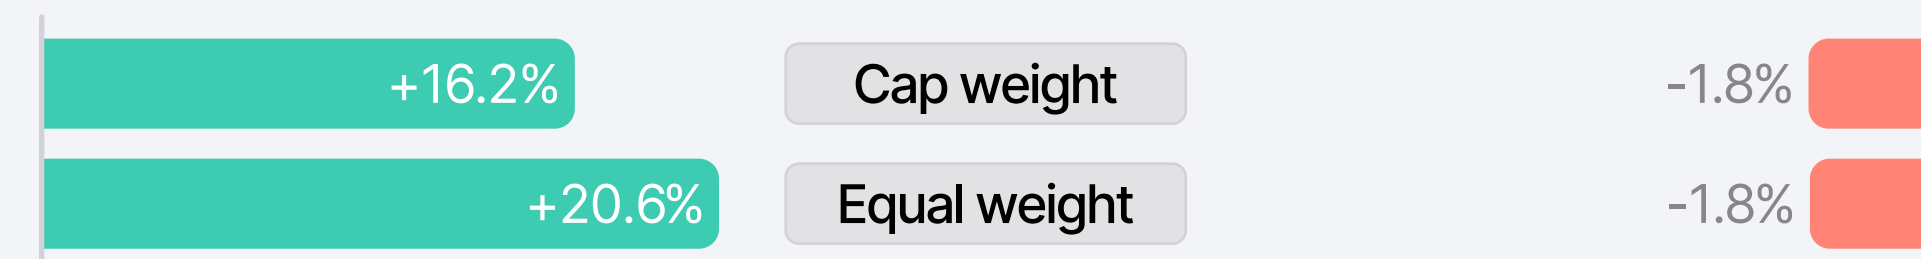 +16.2% Cap weight -1.8%
+20.6% Equal weight -1.8%